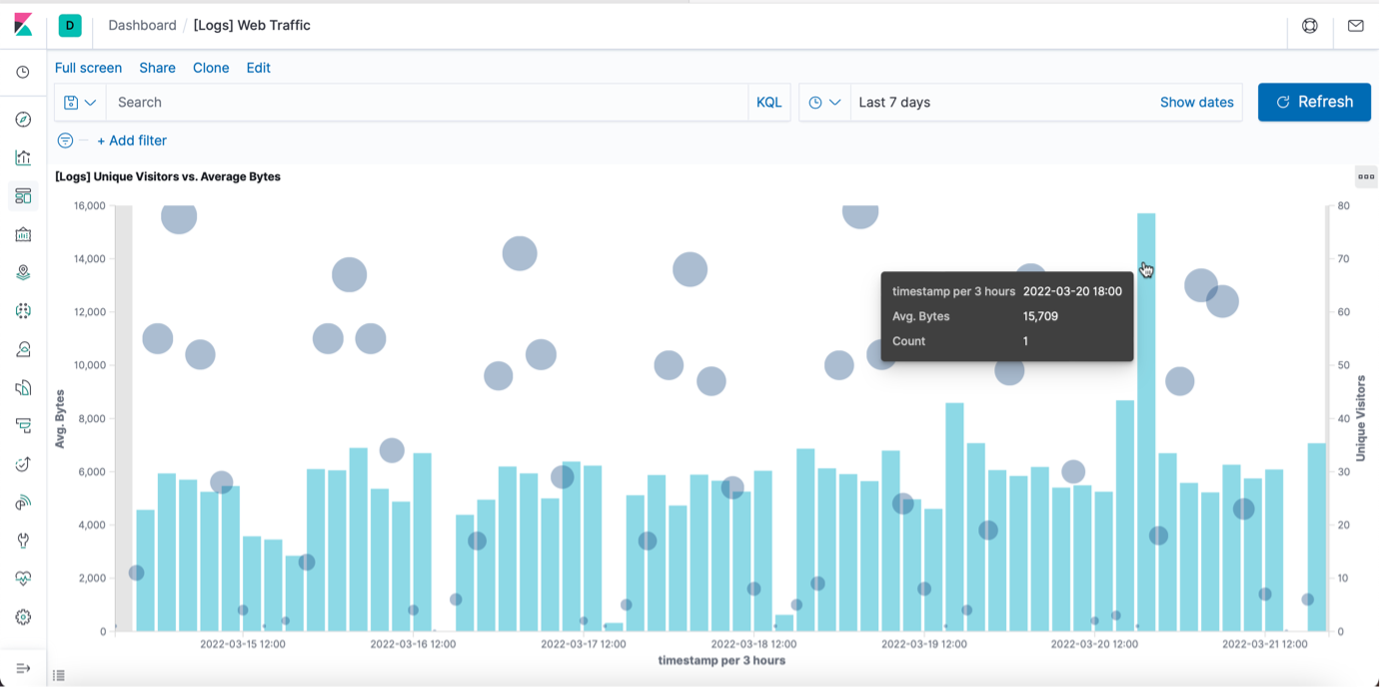 D Dashboard / [Logs] Web Traffic
Full screen Share Clone Edit
Search KQL Last 7 days Show dates Refresh
+ Add filter
[Logs] Unique Visitors vs. Average Bytes
16,000 80
14,000 70
12,000 60
10,000 50
8,000 40
6,000 30
4,000 20
2,000 10
0 0
Avg. Bytes
Unique Visitors
timestamp per 3 hours 2022-03-20 18:00
Avg. Bytes 15,709
Count 1
2022-03-15 12:00 2022-03-16 12:00 2022-03-17 12:00 2022-03-18 12:00 2022-03-19 12:00 2022-03-20 12:00 2022-03-21 12:00
timestamp per 3 hours